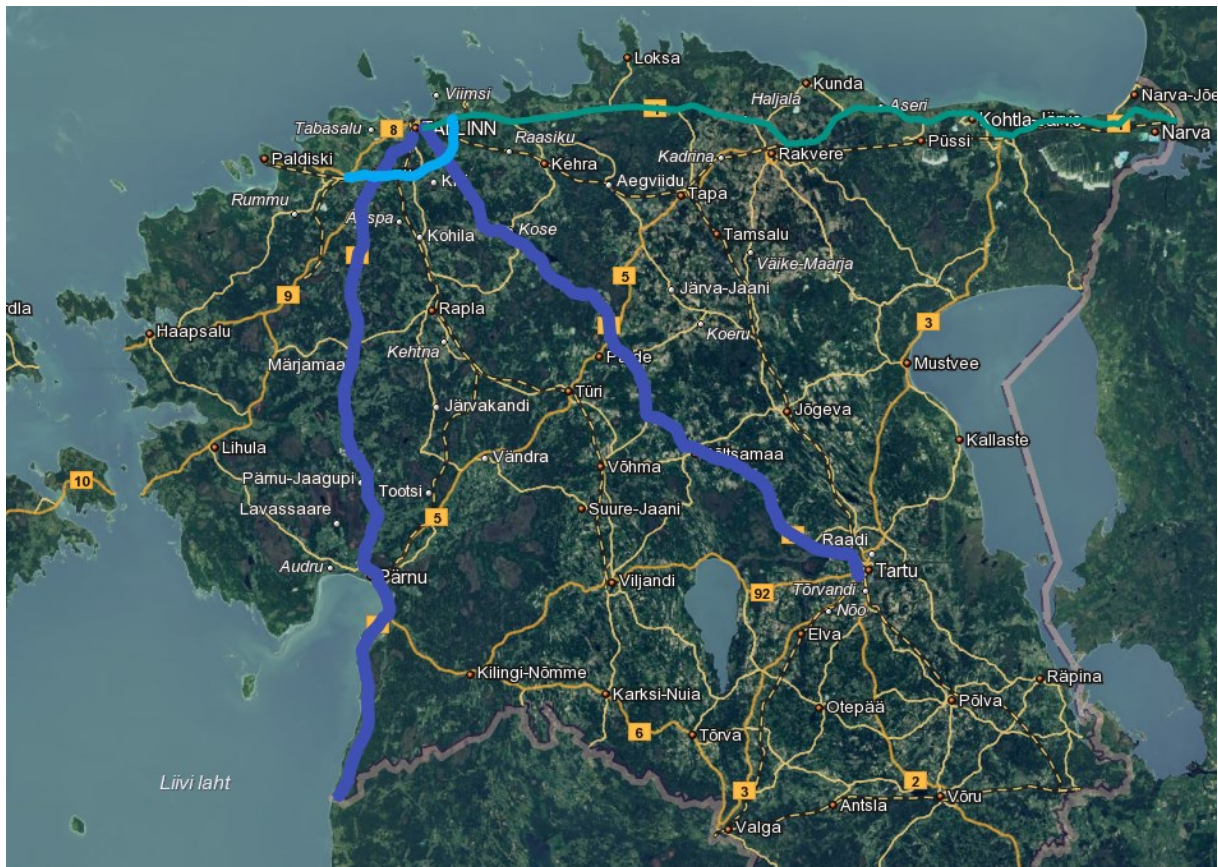 Loksa
Kunda
Viimsi
Haljala
Aseri
Narva-Jõe
8
TALLINN
Tabasalu
Kohtla-Järve
Narva
Raasiku
Püssi
Paldiski
Kehra
Kadrina
Rakvere
Aegviidu
Tapa
Rummu
Kose
Kohila
Tamsalu
Väike-Maarja
5
Järva-Jaani
9
rdla
Rapla
Koeru
3
Haapsalu
Kehtna
Märjamaa
Mustvee
Türi
Järvakandi
Jõgeva
Kallaste
Lihula
Vändra
Võhma
10
Pärnu-Jaagupi
Tootsi
Lavassaare
5
Suure-Jaani
Raadi
Audru
Pärnu
Tartu
Viljandi
92
Tõrvandi
Nõo
Elva
Kilingi-Nõmme
Karksi-Nuia
Räpina
Otepää
Põlva
6
Tõrva
Liivi laht
3
2
Antsla
Võru
Valga